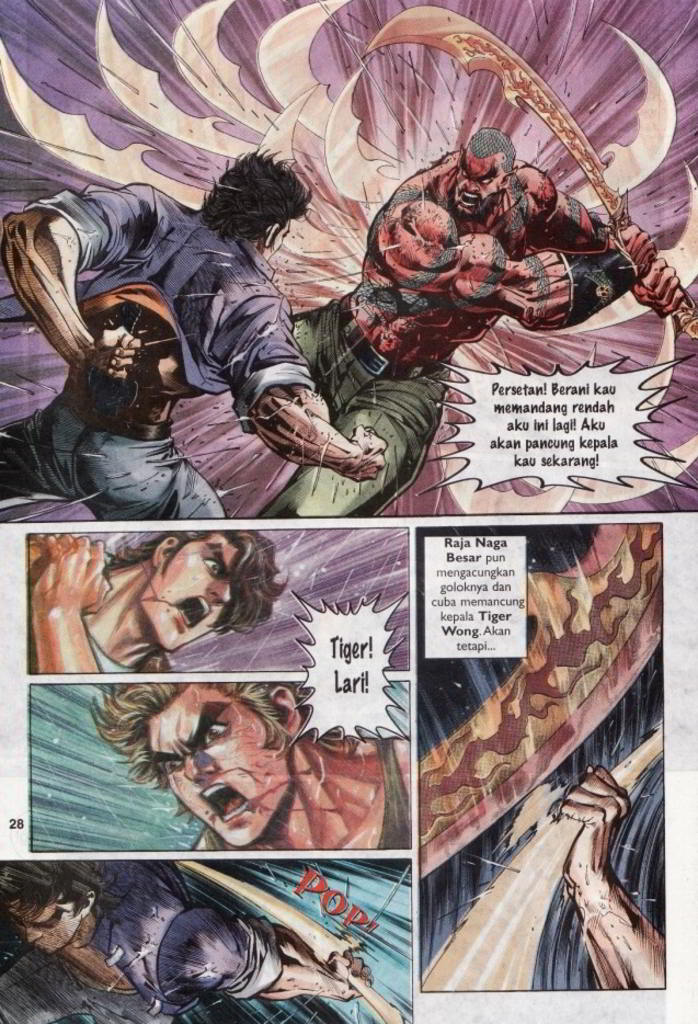 Persetan! Berani kau
memandang rendah
aku ini lagi! Aku
akan pancung kepala
kau sekarang!
Tiger!
Lari!
Raja Naga
Besar pun
mengacungkan
goloknya dan
cuba memancung
kepala Tiger
Wong. Akan
tetapi...
28
POP!